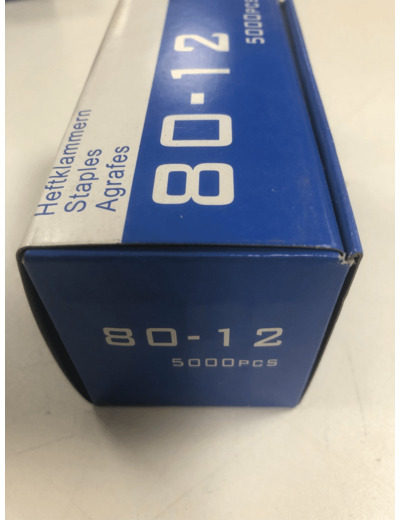 Heftklammern
Staples
Agrafes
80-12
5000PCS
80-12
5000PCS